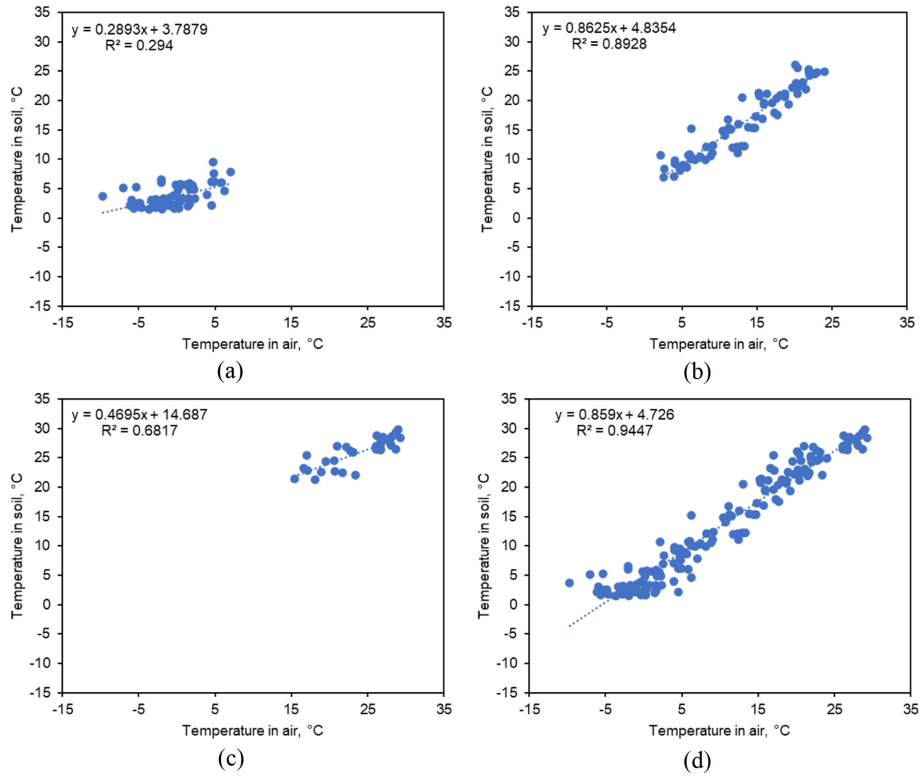 y = 0.2893x + 3.7879
R² = 0.294
35
30
25
20
15
10
5
0
-5
-10
-15
-15 -5 5 15 25 35
Temperature in soil, °C
Temperature in air, °C
(a)
y = 0.8625x + 4.8354
R² = 0.8928
35
30
25
20
15
10
5
0
-5
-10
-15
-15 -5 5 15 25 35
Temperature in soil, °C
Temperature in air, °C
(b)
y = 0.4695x + 14.687
R² = 0.6817
35
30
25
20
15
10
5
0
-5
-10
-15
-15 -5 5 15 25 35
Temperature in soil, °C
Temperature in air, °C
(c)
y = 0.859x + 4.726
R² = 0.9447
35
30
25
20
15
10
5
0
-5
-10
-15
-15 -5 5 15 25 35
Temperature in soil, °C
Temperature in air, °C
(d)